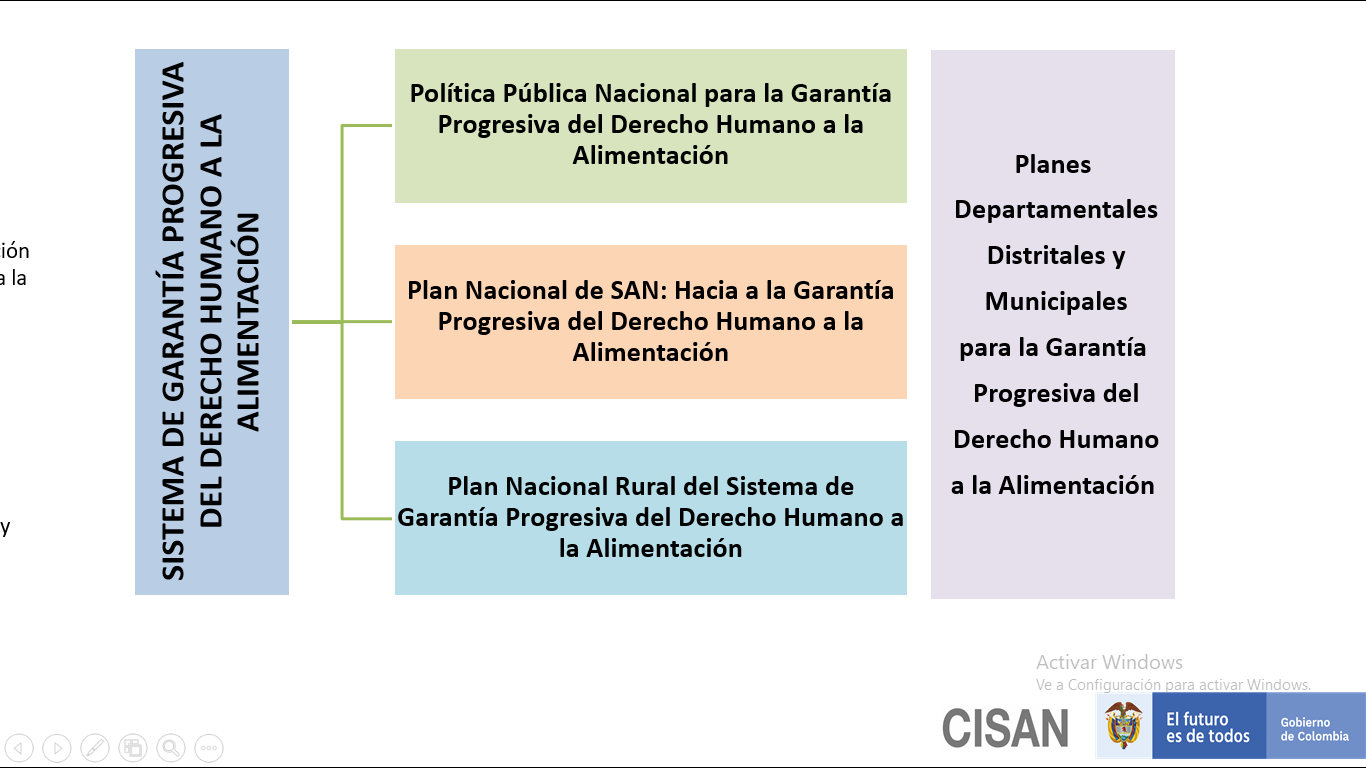 ión
a la
y
SISTEMA DE GARANTÍA PROGRESIVA
DEL DERECHO HUMANO A LA
ALIMENTACIÓN
Política Pública Nacional para la Garantía
Progresiva del Derecho Humano a la
Alimentación
Plan Nacional de SAN: Hacia a la Garantía
Progresiva del Derecho Humano a la
Alimentación
Plan Nacional Rural del Sistema de
Garantía Progresiva del Derecho Humano a
la Alimentación
Planes
Departamentales
Distritales y
Municipales
para la Garantía
Progresiva del
Derecho Humano
a la Alimentación
Activar Windows
Ve a Configuración para activar Windows.
CISAN
El futuro
es de todos
Gobierno
de Colombia